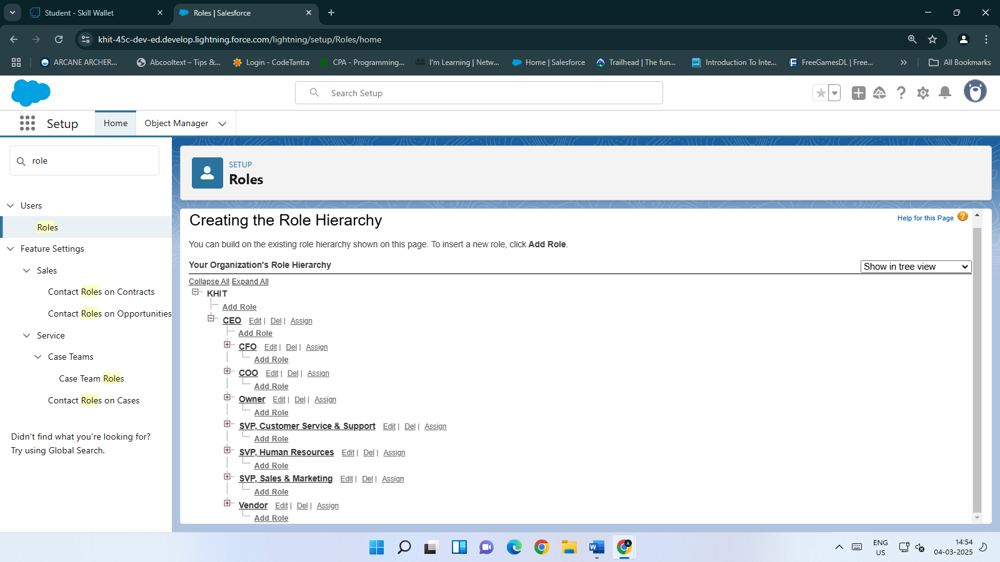 Student - Skill Wallet
Roles | Salesforce
khit-45c-dev-ed.develop.lightning.force.com/lightning/setup/Roles/home
ARCANE ARCHER...
Abcooltext – Tips &...
Login - CodeTantra
CPA - Programming...
I'm Learning | Netw...
Home | Salesforce
Trailhead | The fun...
Introduction To Inte...
FreeGamesDL | Free...
All Bookmarks
Search Setup
Setup
Home
Object Manager
role
Users
Roles
Feature Settings
Sales
Contact Roles on Contracts
Contact Roles on Opportunities
Service
Case Teams
Case Team Roles
Contact Roles on Cases
Didn't find what you're looking for?
Try using Global Search.
SETUP
Roles
Creating the Role Hierarchy
Help for this Page
You can build on the existing role hierarchy shown on this page. To insert a new role, click Add Role.
Your Organization's Role Hierarchy
Show in tree view
Collapse All Expand All
KHIT
Add Role
CEO Edit | Del | Assign
Add Role
CFO Edit | Del | Assign
Add Role
COO Edit | Del | Assign
Add Role
Owner Edit | Del | Assign
Add Role
SVP, Customer Service & Support Edit | Del | Assign
Add Role
SVP, Human Resources Edit | Del | Assign
Add Role
SVP, Sales & Marketing Edit | Del | Assign
Add Role
Vendor Edit | Del | Assign
Add Role
ENG
US
14:54
04-03-2025